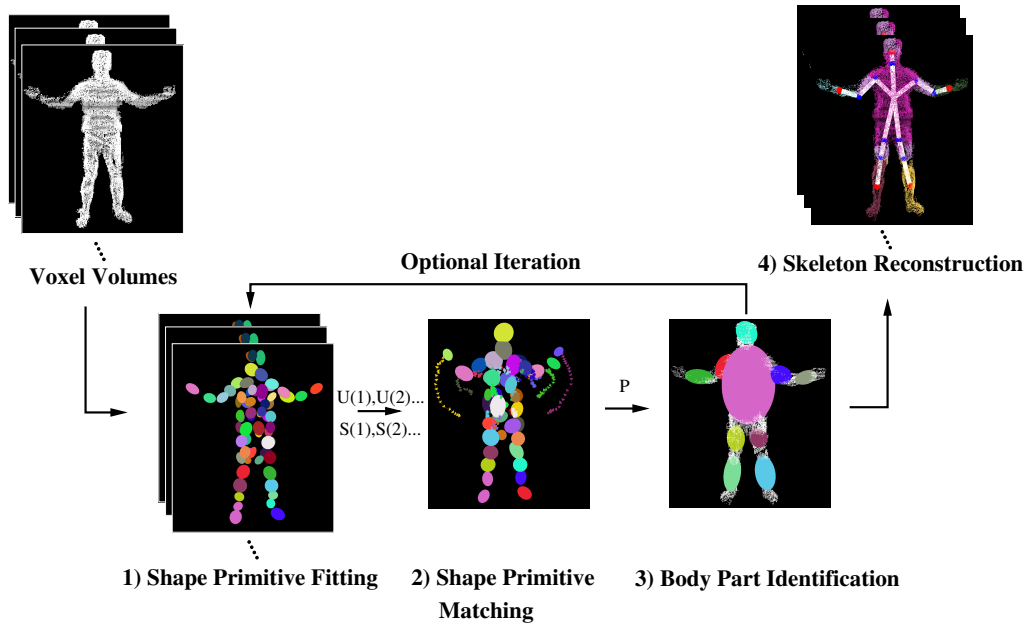 Voxel Volumes
Optional Iteration
4) Skeleton Reconstruction
U(1),U(2)...
S(1),S(2)...
P
1) Shape Primitive Fitting
2) Shape Primitive
Matching
3) Body Part Identification